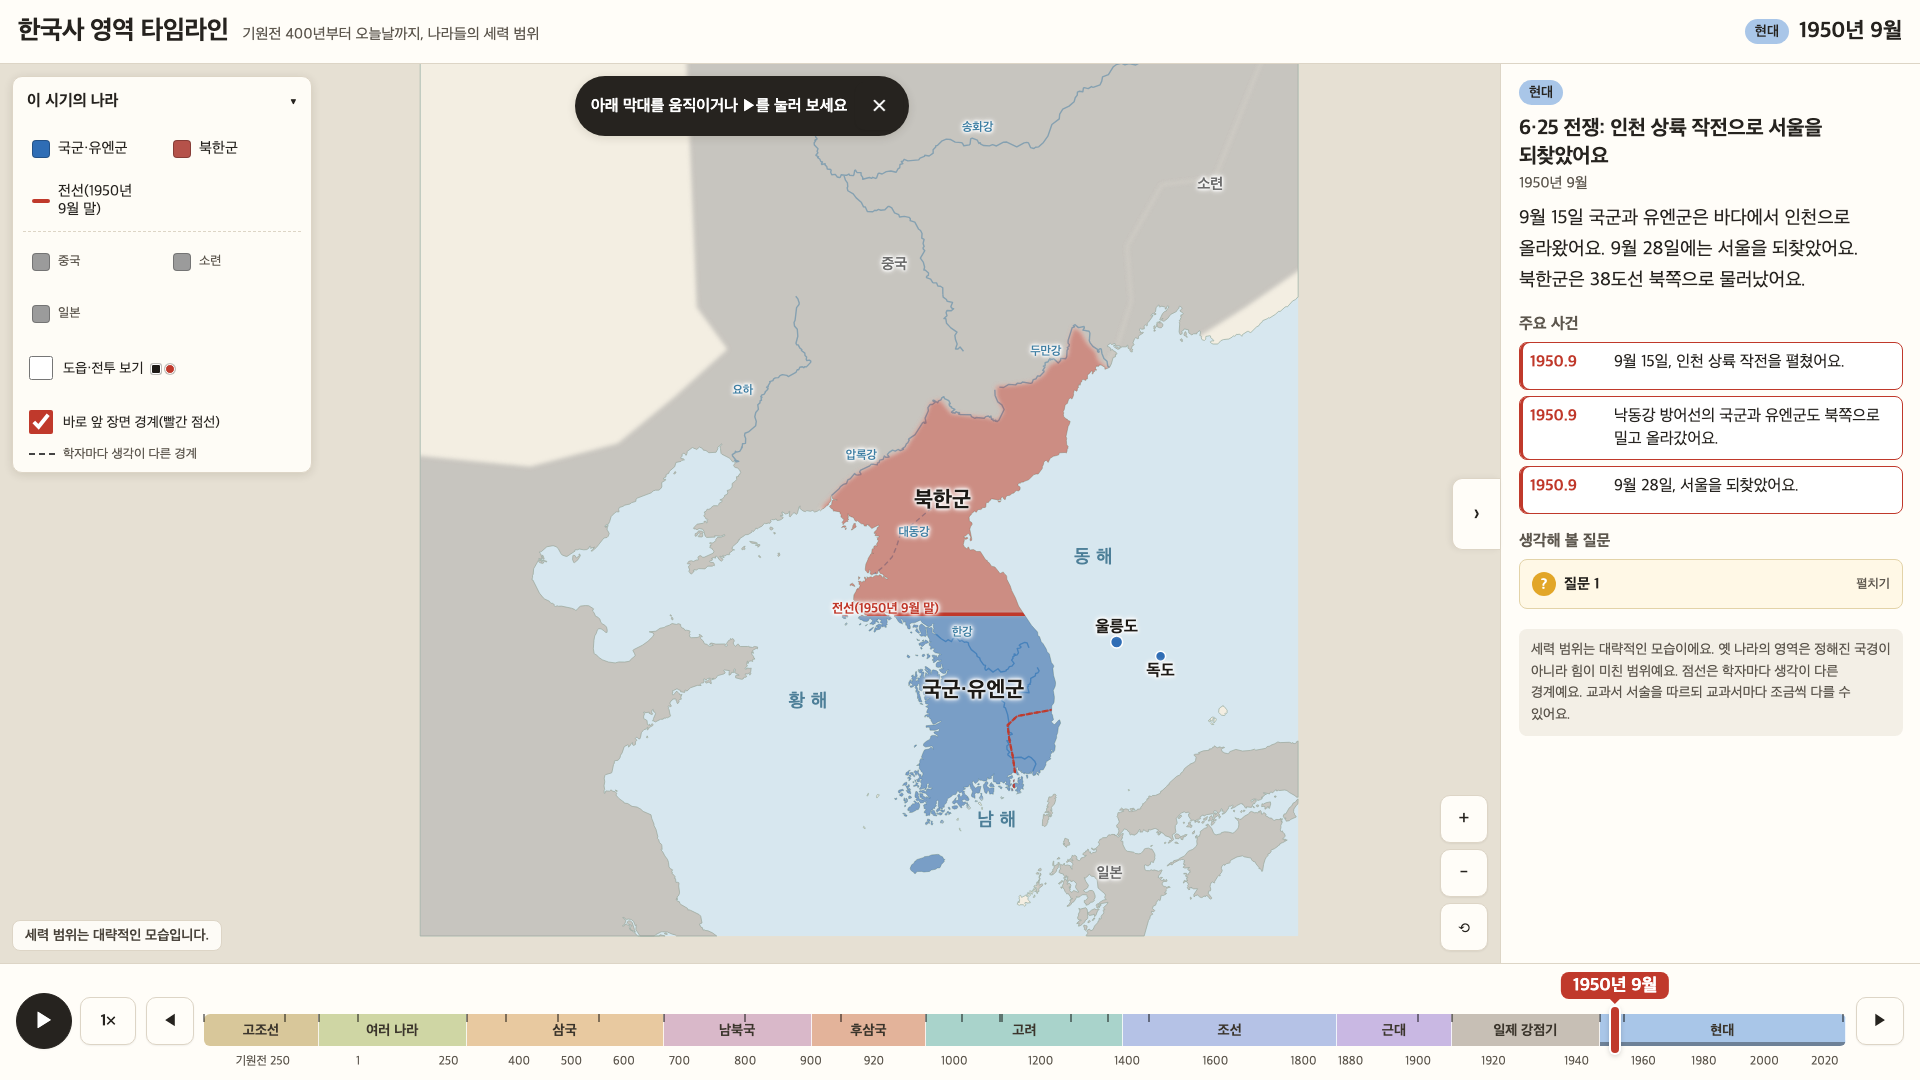 한국사 영역 타임라인
기원전 400년부터 오늘날까지, 나라들의 세력 범위
현대
1950년 9월
이 시기의 나라
▼
국군·유엔군
북한군
전선(1950년
9월 말)
중국
소련
일본
도읍·전투 보기
바로 앞 장면 경계(빨간 점선)
학자마다 생각이 다른 경계
세력 범위는 대략적인 모습입니다.
아래 막대를 움직이거나 ▶를 눌러 보세요 ✕
송화강
소련
중국
두만강
요하
압록강
북한군
대동강
동 해
전선(1950년 9월 말)
한강
울릉도
독도
국군·유엔군
황 해
남 해
일본
›
+
−
⟲
현대
6·25 전쟁: 인천 상륙 작전으로 서울을
되찾았어요
1950년 9월
9월 15일 국군과 유엔군은 바다에서 인천으로
올라왔어요. 9월 28일에는 서울을 되찾았어요.
북한군은 38도선 북쪽으로 물러났어요.
주요 사건
1950.9 9월 15일, 인천 상륙 작전을 펼쳤어요.
1950.9 낙동강 방어선의 국군과 유엔군도 북쪽으로
밀고 올라갔어요.
1950.9 9월 28일, 서울을 되찾았어요.
생각해 볼 질문
? 질문 1 펼치기
세력 범위는 대략적인 모습이에요. 옛 나라의 영역은 정해진 국경이
아니라 힘이 미친 범위예요. 점선은 학자마다 생각이 다른
경계예요. 교과서 서술을 따르되 교과서마다 조금씩 다를 수
있어요.
1950년 9월
▶ 1× ◀
고조선 여러 나라 삼국 남북국 후삼국 고려 조선 근대 일제 강점기 현대
▶
기원전 250 1 250 400 500 600 700 800 900 920 1000 1200 1400 1600 1800 1880 1900 1920 1940 1960 1980 2000 2020